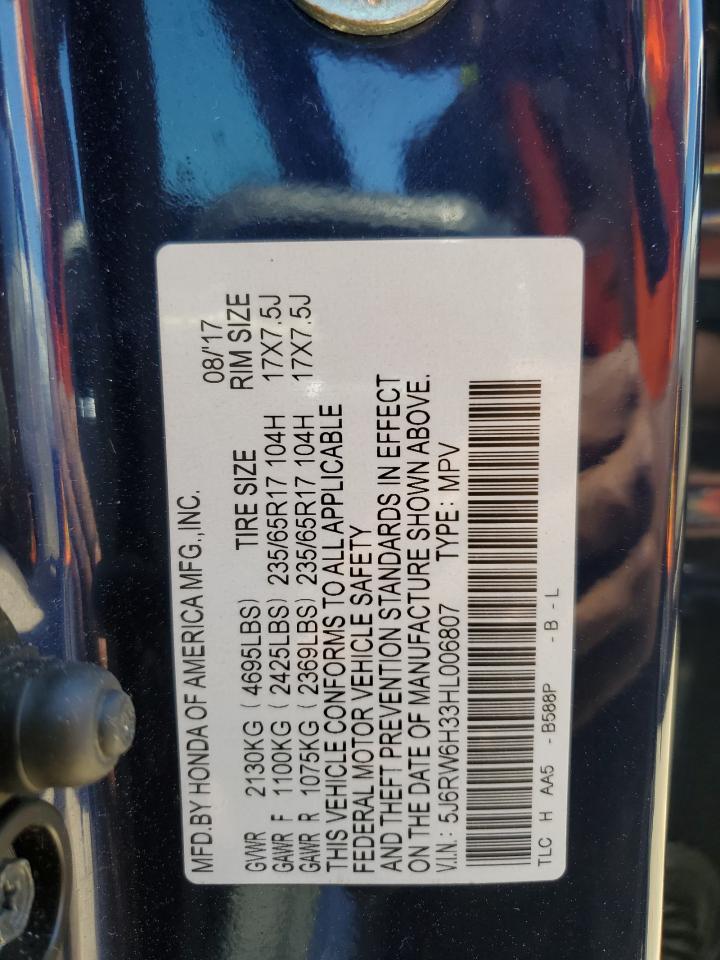 MFD.BY HONDA OF AMERICA MFG.,INC. 08/'17
GVWR 2130KG ( 4695LBS) TIRE SIZE RIM SIZE
GAWR F 1100KG ( 2425LBS) 235/65R17 104H 17X7.5J
GAWR R 1075KG ( 2369LBS) 235/65R17 104H 17X7.5J
THIS VEHICLE CONFORMS TO ALL APPLICABLE
FEDERAL MOTOR VEHICLE SAFETY
AND THEFT PREVENTION STANDARDS IN EFFECT
ON THE DATE OF MANUFACTURE SHOWN ABOVE.
V.I.N.: 5J6RW6H33HL006807 TYPE: MPV
TLC H AA5 - B588P - B - L